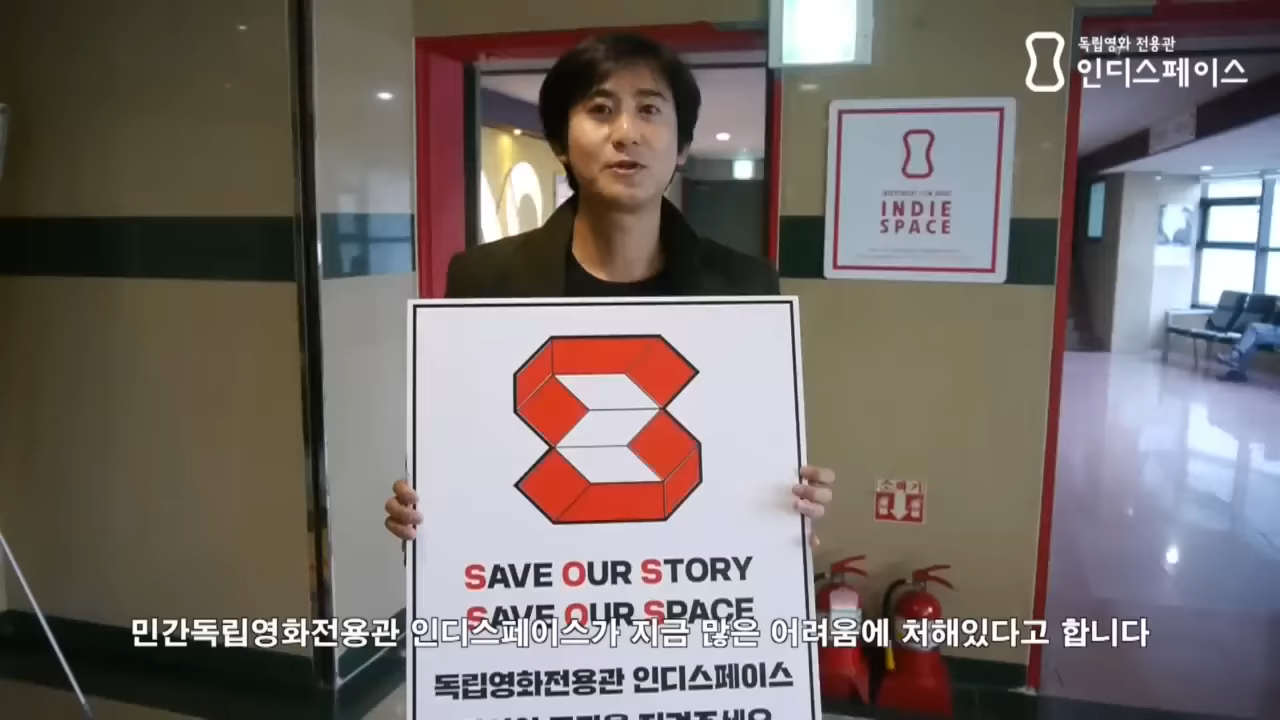 독립영화 전용관
인디스페이스
INDIE
SPACE
소화기
SAVE OUR STORY
SAVE OUR SPACE
민간독립영화전용관 인디스페이스가 지금 많은 어려움에 처해있다고 합니다
독립영화전용관 인디스페이스